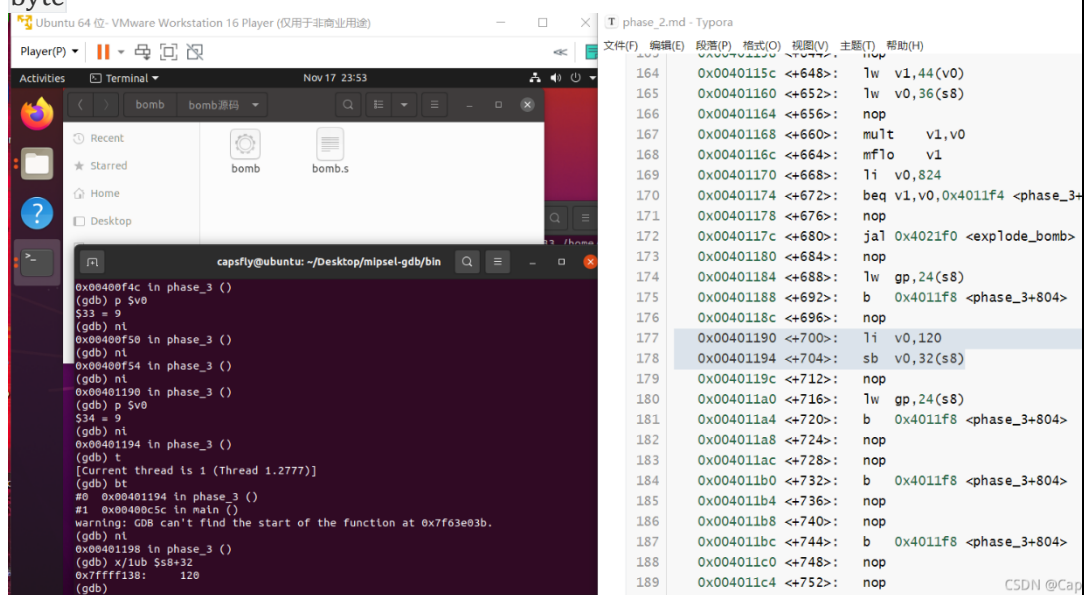 byte
Ubuntu 64 位- VMware Workstation 16 Player (仅用于非商业用途)
Player(P)
Activities
Terminal
Nov 17 23:53
bomb
bomb源码
Recent
Starred
Home
Desktop
bomb
bomb.s
capsfly@ubuntu: ~/Desktop/mipsel-gdb/bin
0x00400f4c in phase_3 ()
(gdb) p $v0
$33 = 9
(gdb) ni
0x00400f50 in phase_3 ()
(gdb) ni
0x00400f54 in phase_3 ()
(gdb) ni
0x00401190 in phase_3 ()
(gdb) p $v0
$34 = 9
(gdb) ni
0x00401194 in phase_3 ()
(gdb) t
[Current thread is 1 (Thread 1.2777)]
(gdb) bt
#0 0x00401194 in phase_3 ()
#1 0x00400c5c in main ()
warning: GDB can't find the start of the function at 0x7f63e03b.
(gdb) ni
0x00401198 in phase_3 ()
(gdb) x/1ub $s8+32
0x7ffff138: 120
(gdb)
phase_2.md - Typora
文件(F) 编辑(E) 段落(P) 格式(O) 视图(V) 主题(T) 帮助(H)
164 0x0040115c <+648>: lw v1,44(v0)
165 0x00401160 <+652>: lw v0,36(s8)
166 0x00401164 <+656>: nop
167 0x00401168 <+660>: mult v1,v0
168 0x0040116c <+664>: mflo v1
169 0x00401170 <+668>: li v0,824
170 0x00401174 <+672>: beq v1,v0,0x4011f4 <phase_3+
171 0x00401178 <+676>: nop
172 0x0040117c <+680>: jal 0x4021f0 <explode_bomb>
173 0x00401180 <+684>: nop
174 0x00401184 <+688>: lw gp,24(s8)
175 0x00401188 <+692>: b 0x4011f8 <phase_3+804>
176 0x0040118c <+696>: nop
177 0x00401190 <+700>: li v0,120
178 0x00401194 <+704>: sb v0,32(s8)
179 0x0040119c <+712>: nop
180 0x004011a0 <+716>: lw gp,24(s8)
181 0x004011a4 <+720>: b 0x4011f8 <phase_3+804>
182 0x004011a8 <+724>: nop
183 0x004011ac <+728>: nop
184 0x004011b0 <+732>: b 0x4011f8 <phase_3+804>
185 0x004011b4 <+736>: nop
186 0x004011b8 <+740>: nop
187 0x004011bc <+744>: b 0x4011f8 <phase_3+804>
188 0x004011c0 <+748>: nop
189 0x004011c4 <+752>: nop
CSDN @Cap